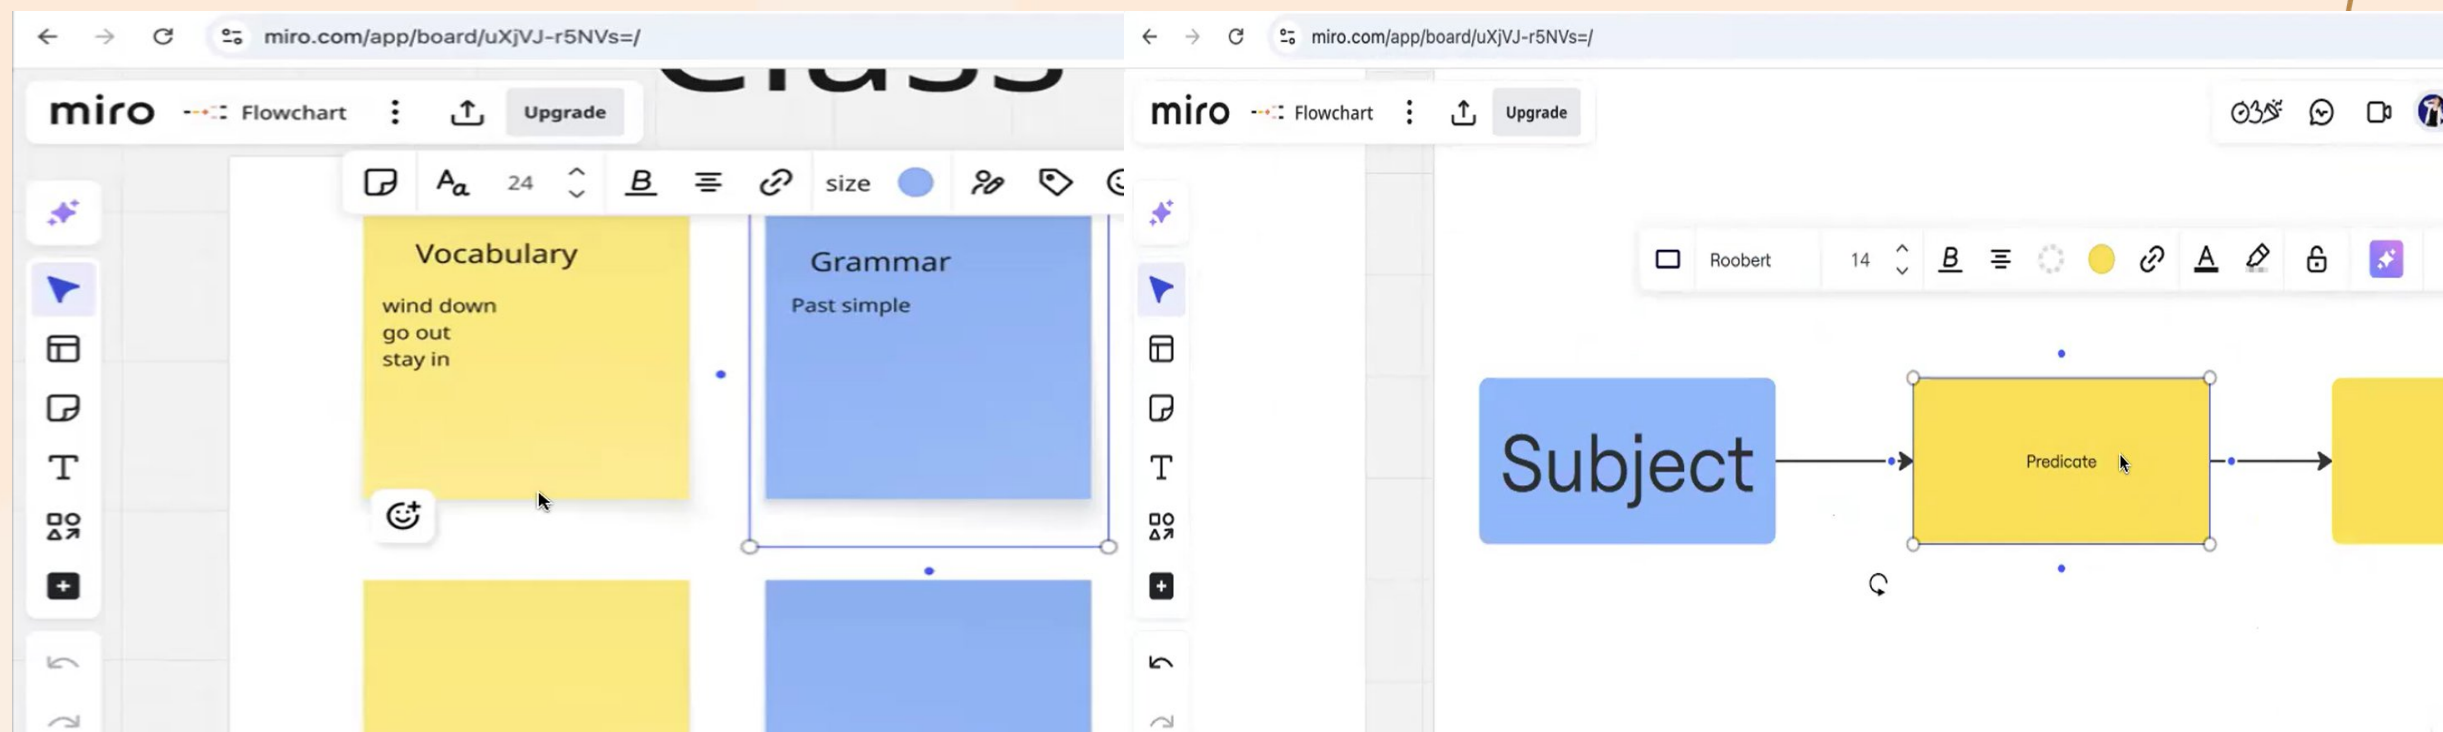 miro.com/app/board/uXjVJ-r5NVs=/
Class
miro Flowchart Upgrade
24 B size
Vocabulary
wind down
go out
stay in
Grammar
Past simple
miro.com/app/board/uXjVJ-r5NVs=/
miro Flowchart Upgrade
Roobert 14 B A
Subject
Predicate